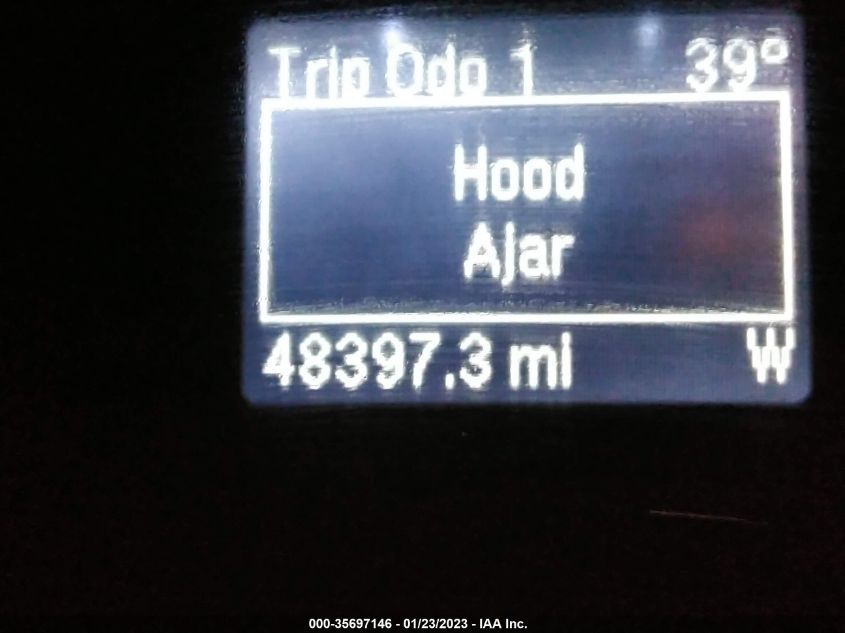 Trip Odo 1 39°
Hood
Ajar
48397.3 mi W
000-35697146 - 01/23/2023 - IAA Inc.